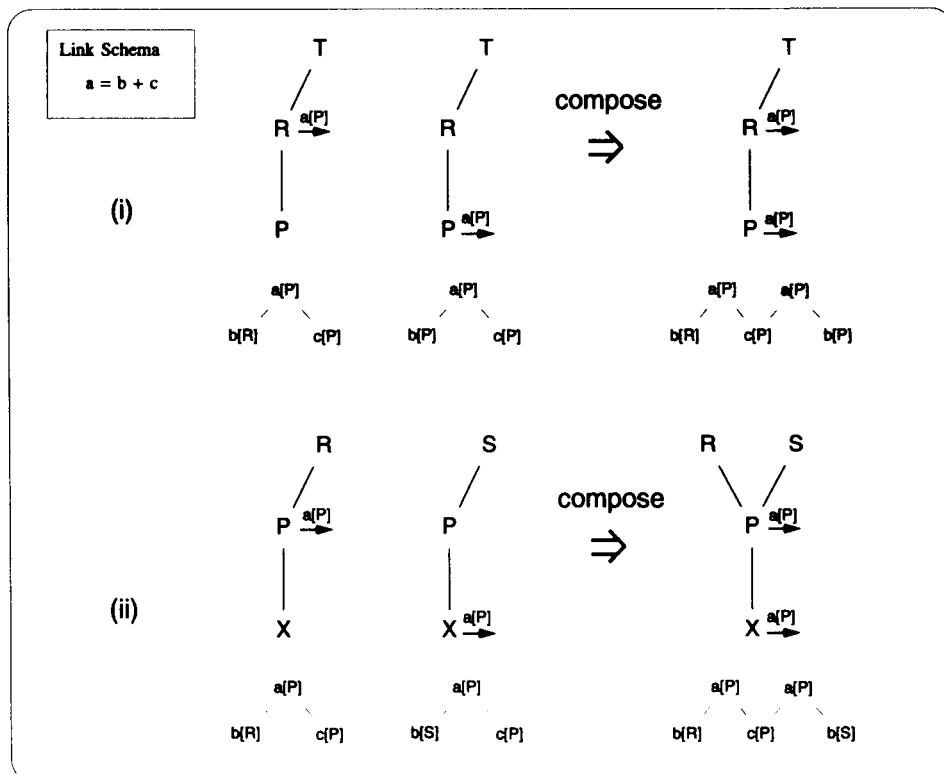 Link Schema
a = b + c
T T T
compose
R a[P] R ⇒ R a[P]
(i)
P P a[P] P a[P]
a[P] a[P] a[P] a[P]
b[R] c[P] b[P] c[P] b[R] c[P] b[P]
R S R S
compose
P a[P] P ⇒ P a[P]
(ii)
X X a[P] X a[P]
a[P] a[P] a[P] a[P]
b[R] c[P] b[S] c[P] b[R] c[P] b[S]